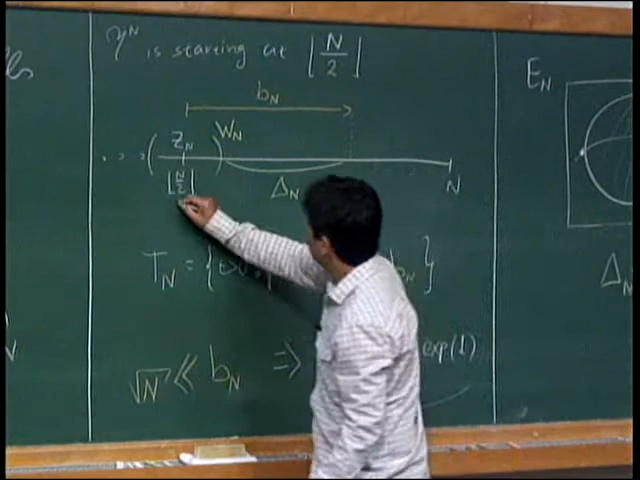 η^N is starting at ⌊N/2⌋
b_N
Z_N ) W_N
⌊N/2⌋ Δ_N N
T_N = { b_N }
√N ≪ b_N ⇒ exp(1)
E_N
Δ_N